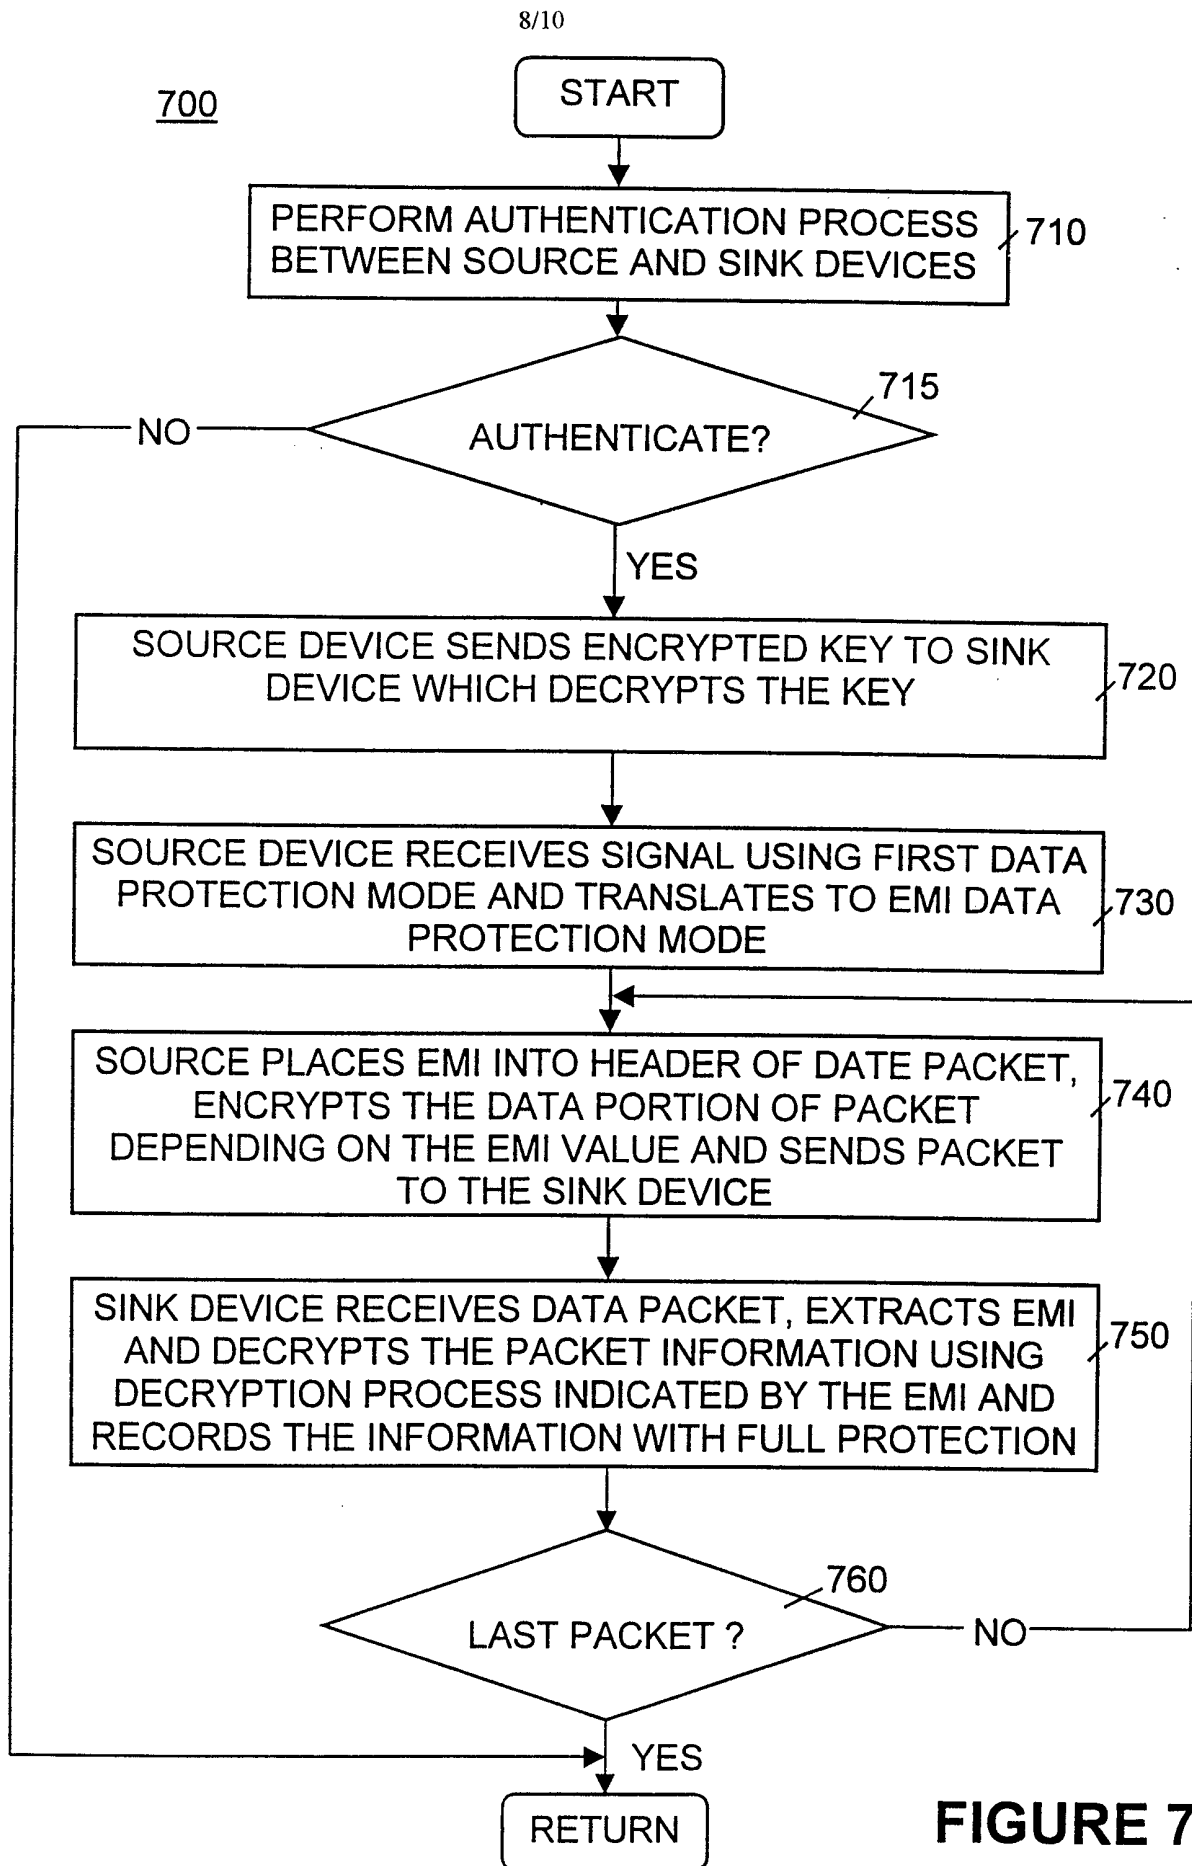 8/10
START
700
PERFORM AUTHENTICATION PROCESS
BETWEEN SOURCE AND SINK DEVICES
710
715
NO
AUTHENTICATE?
YES
SOURCE DEVICE SENDS ENCRYPTED KEY TO SINK
DEVICE WHICH DECRYPTS THE KEY
720
SOURCE DEVICE RECEIVES SIGNAL USING FIRST DATA
PROTECTION MODE AND TRANSLATES TO EMI DATA
PROTECTION MODE
730
SOURCE PLACES EMI INTO HEADER OF DATE PACKET,
ENCRYPTS THE DATA PORTION OF PACKET
DEPENDING ON THE EMI VALUE AND SENDS PACKET
TO THE SINK DEVICE
740
SINK DEVICE RECEIVES DATA PACKET, EXTRACTS EMI
AND DECRYPTS THE PACKET INFORMATION USING
DECRYPTION PROCESS INDICATED BY THE EMI AND
RECORDS THE INFORMATION WITH FULL PROTECTION
750
760
LAST PACKET ?
NO
YES
RETURN
FIGURE 7